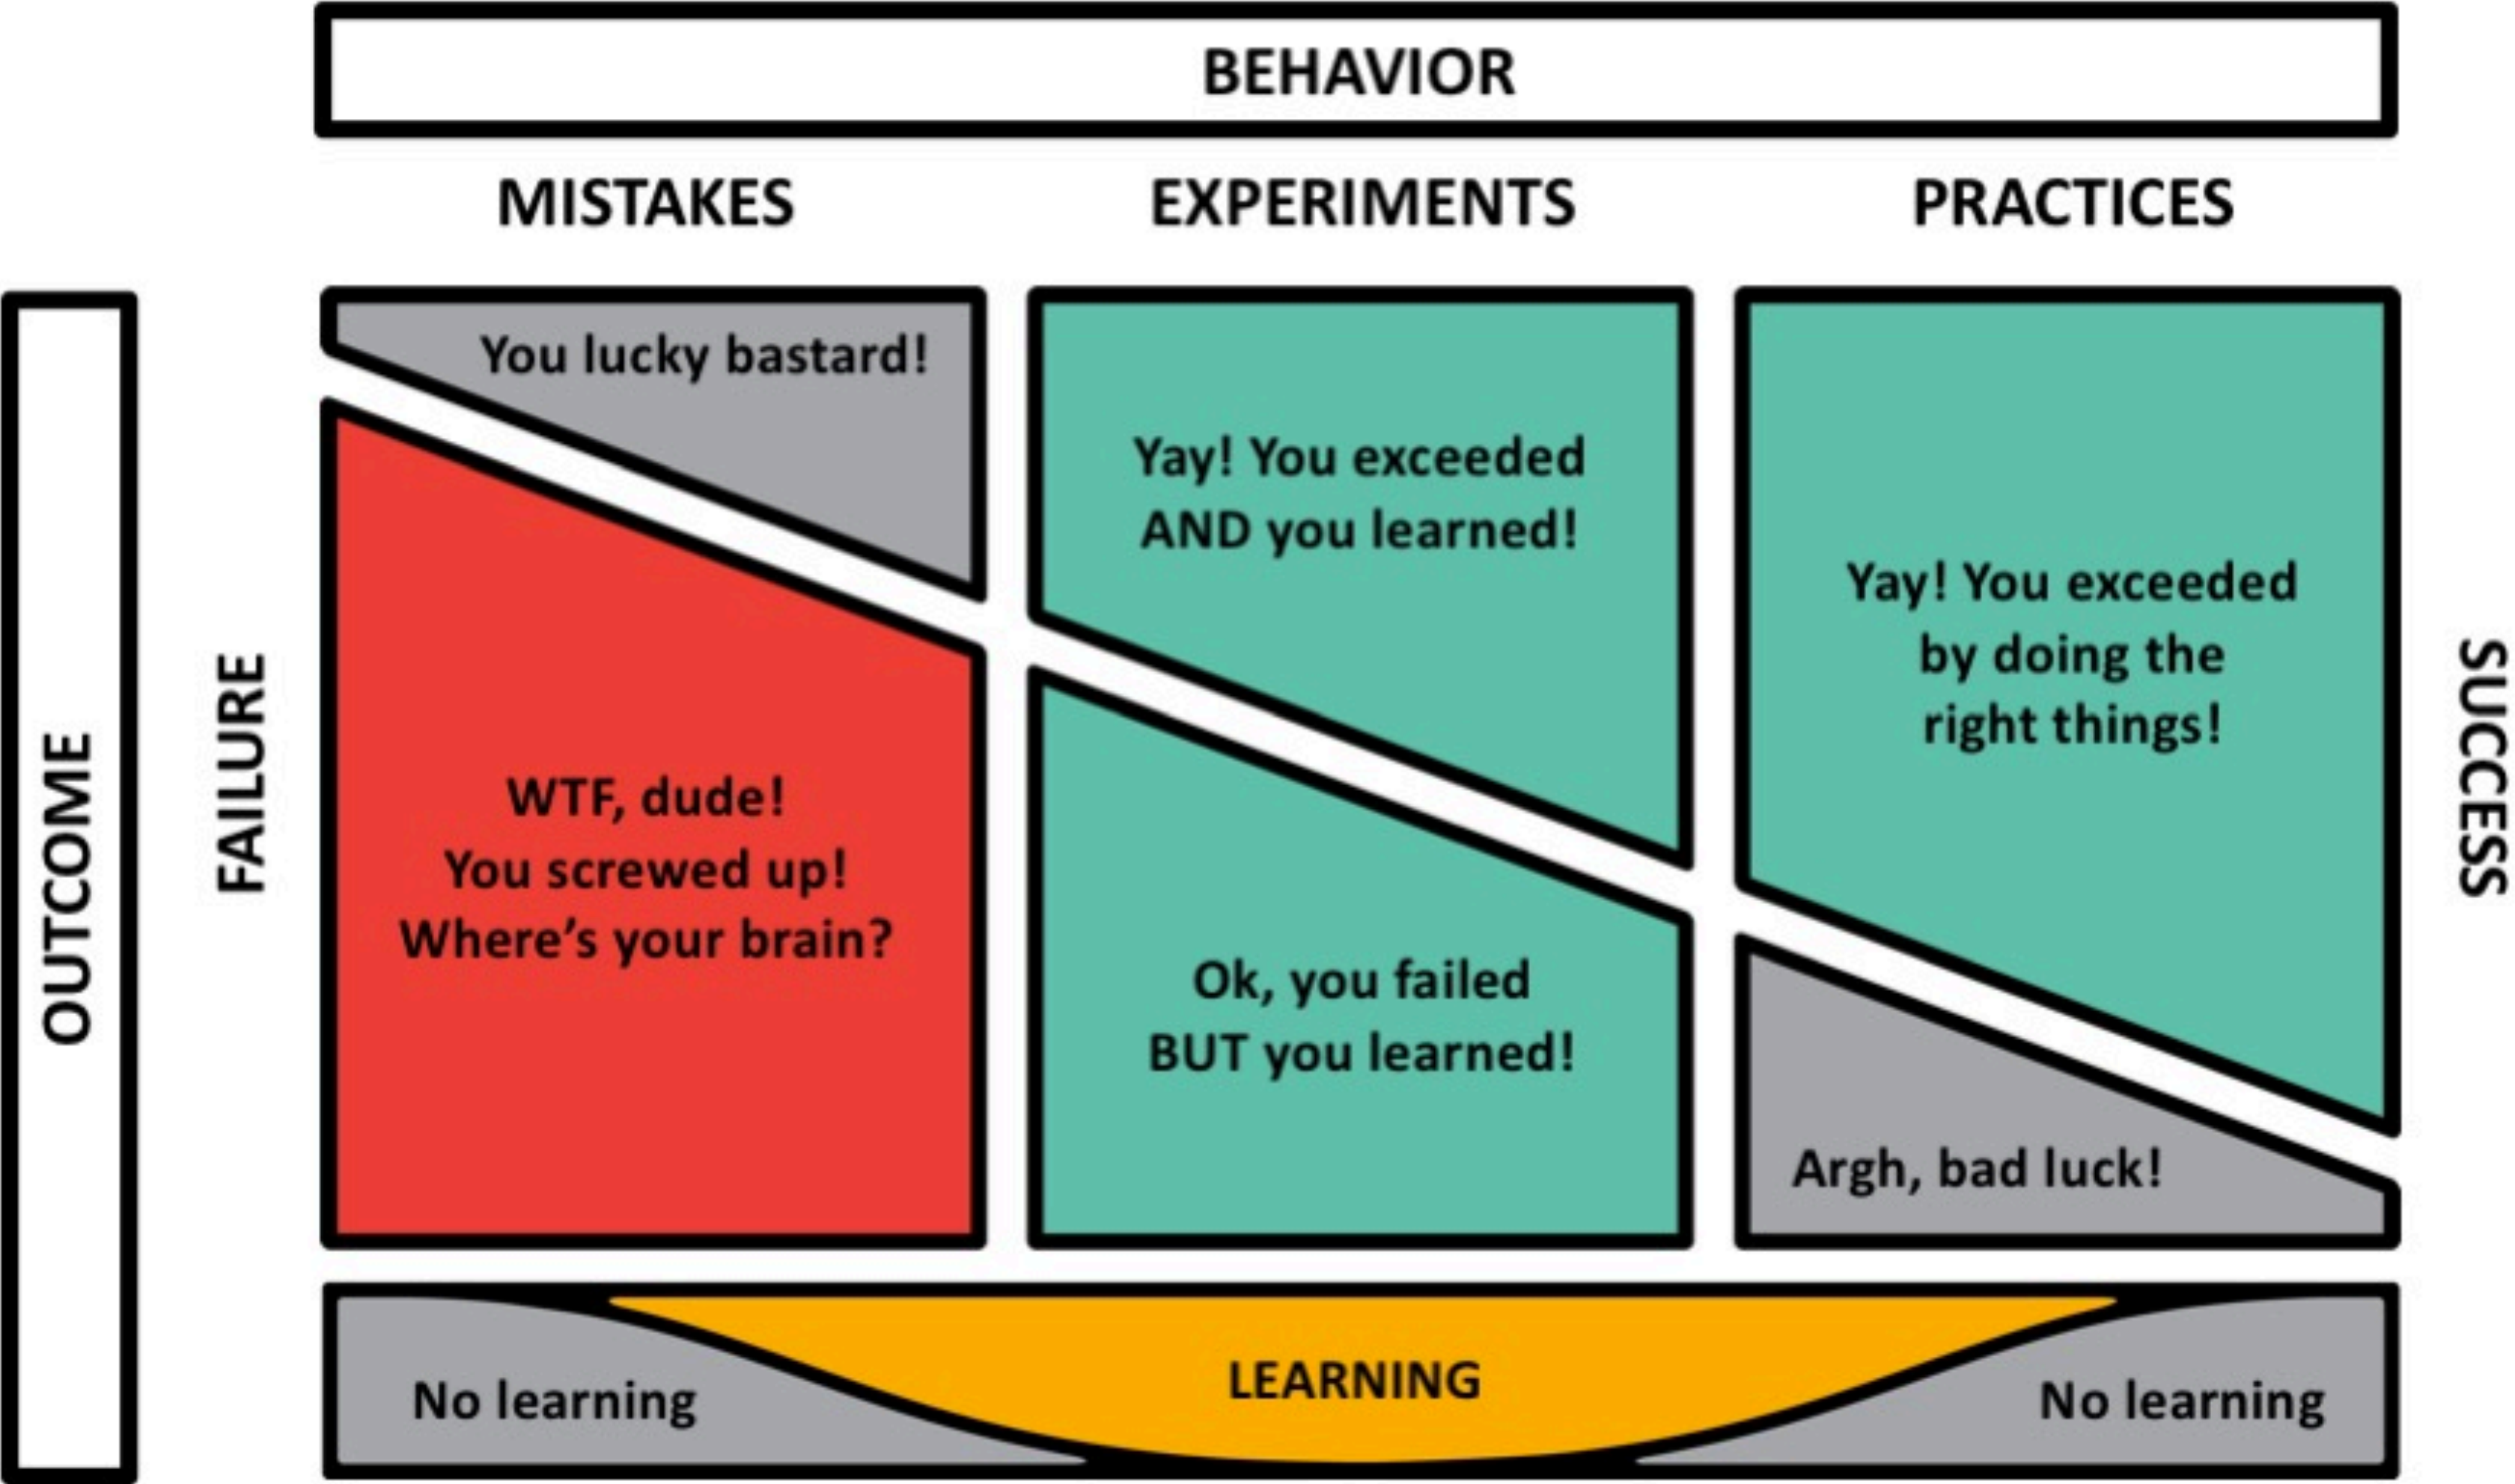 BEHAVIOR
MISTAKES
EXPERIMENTS
PRACTICES
OUTCOME
FAILURE
You lucky bastard!
WTF, dude!
You screwed up!
Where’s your brain?
Yay! You exceeded
AND you learned!
Ok, you failed
BUT you learned!
Yay! You exceeded
by doing the
right things!
Argh, bad luck!
SUCCESS
No learning
LEARNING
No learning